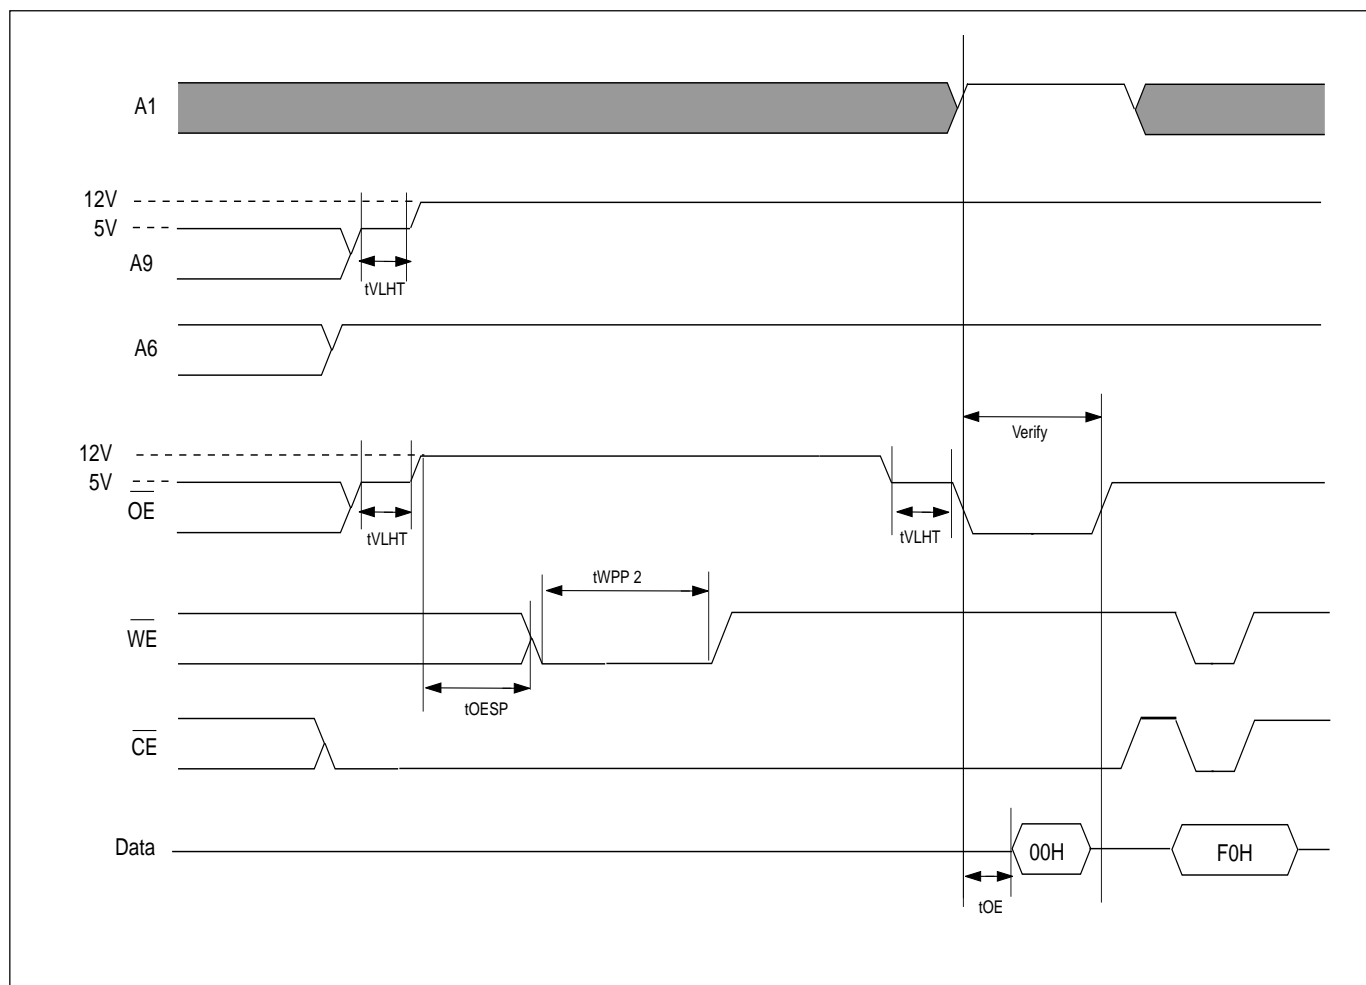 A1
12V
5V
A9
tVLHT
A6
Verify
12V
5V
OE
tVLHT
tVLHT
tWPP 2
WE
tOESP
CE
Data
00H
F0H
tOE